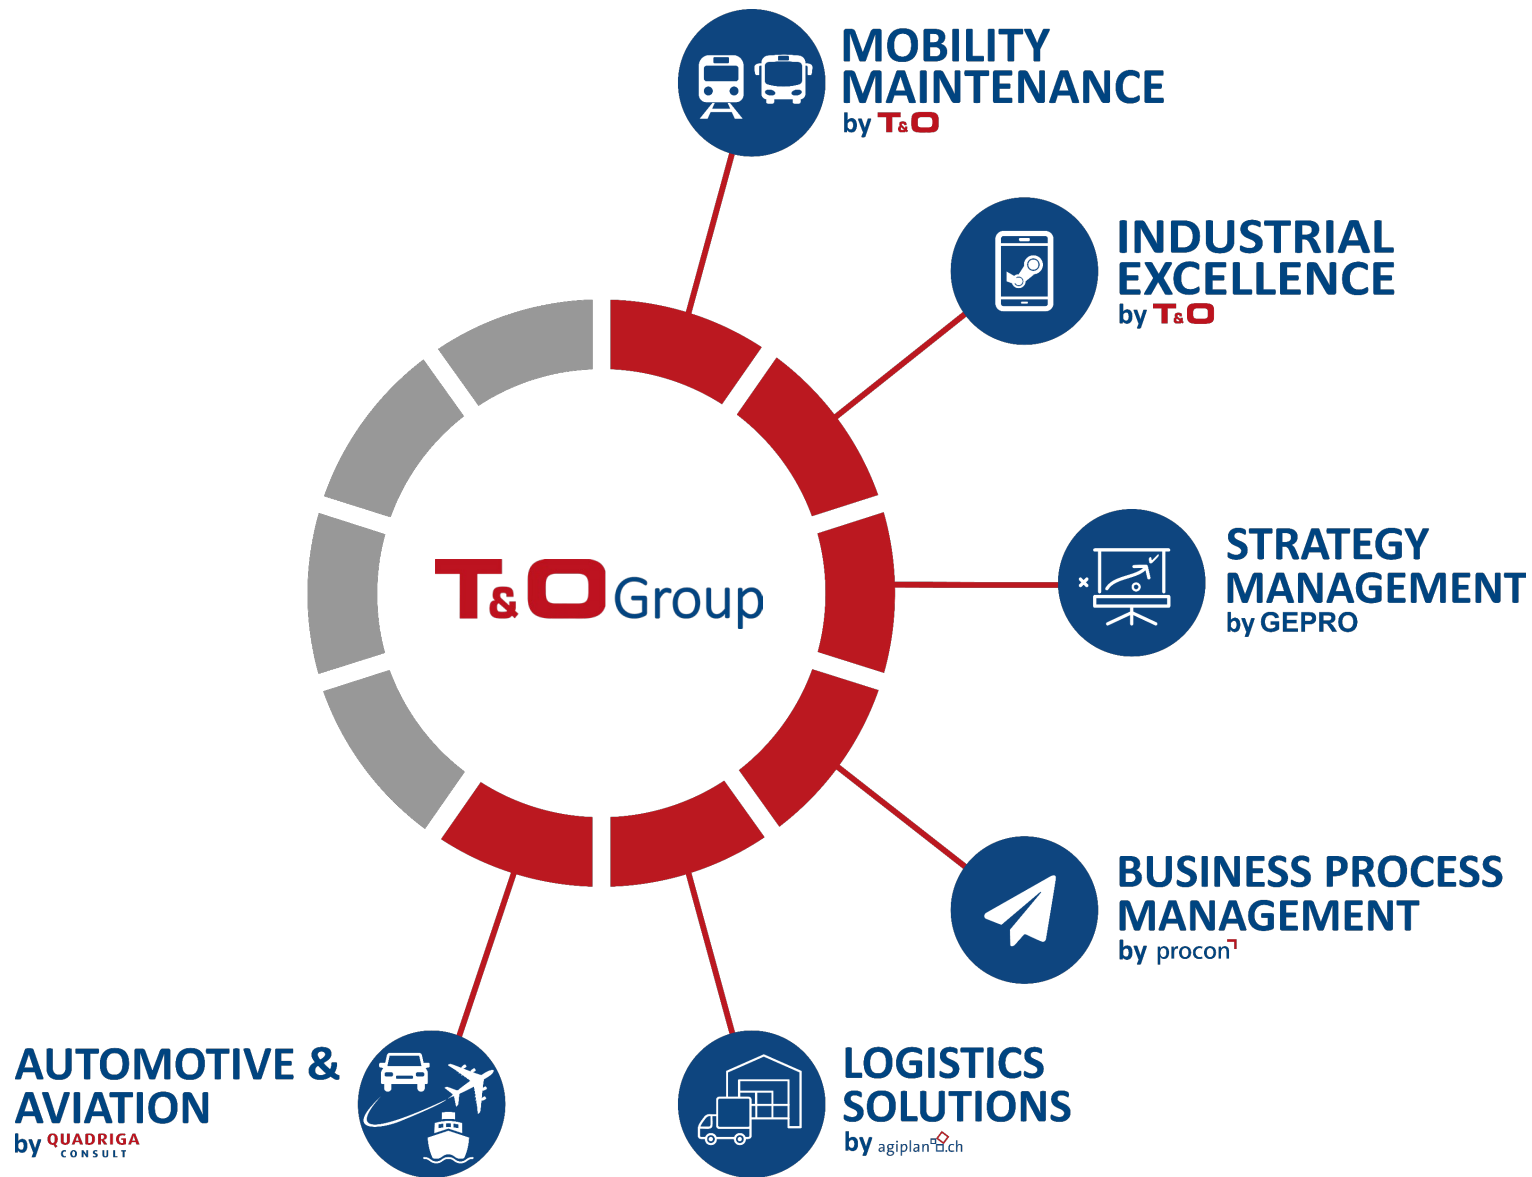 MOBILITY
MAINTENANCE
by T&O
INDUSTRIAL
EXCELLENCE
by T&O
STRATEGY
MANAGEMENT
by GEPRO
T&O Group
BUSINESS PROCESS
MANAGEMENT
by procon
LOGISTICS
SOLUTIONS
by agiplan.ch
AUTOMOTIVE &
AVIATION
by QUADRIGA
CONSULT